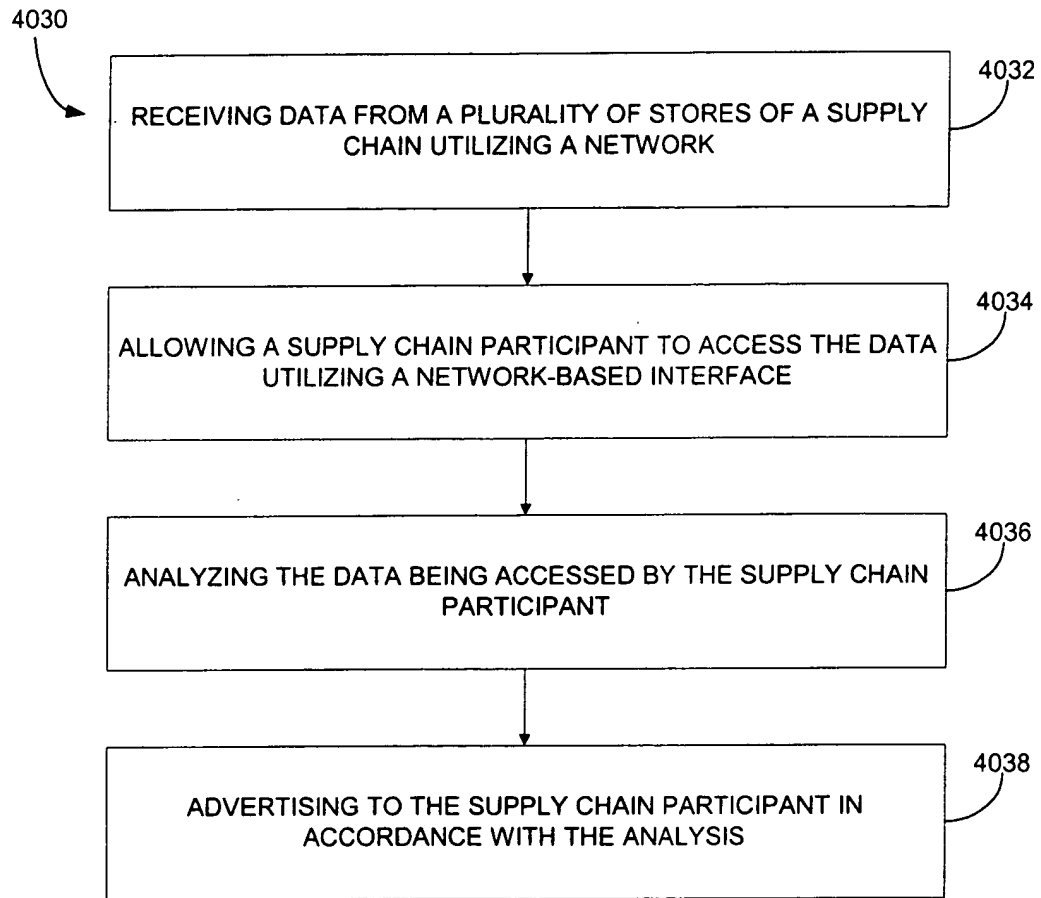 4030
4032
RECEIVING DATA FROM A PLURALITY OF STORES OF A SUPPLY
CHAIN UTILIZING A NETWORK
4034
ALLOWING A SUPPLY CHAIN PARTICIPANT TO ACCESS THE DATA
UTILIZING A NETWORK-BASED INTERFACE
4036
ANALYZING THE DATA BEING ACCESSED BY THE SUPPLY CHAIN
PARTICIPANT
4038
ADVERTISING TO THE SUPPLY CHAIN PARTICIPANT IN
ACCORDANCE WITH THE ANALYSIS